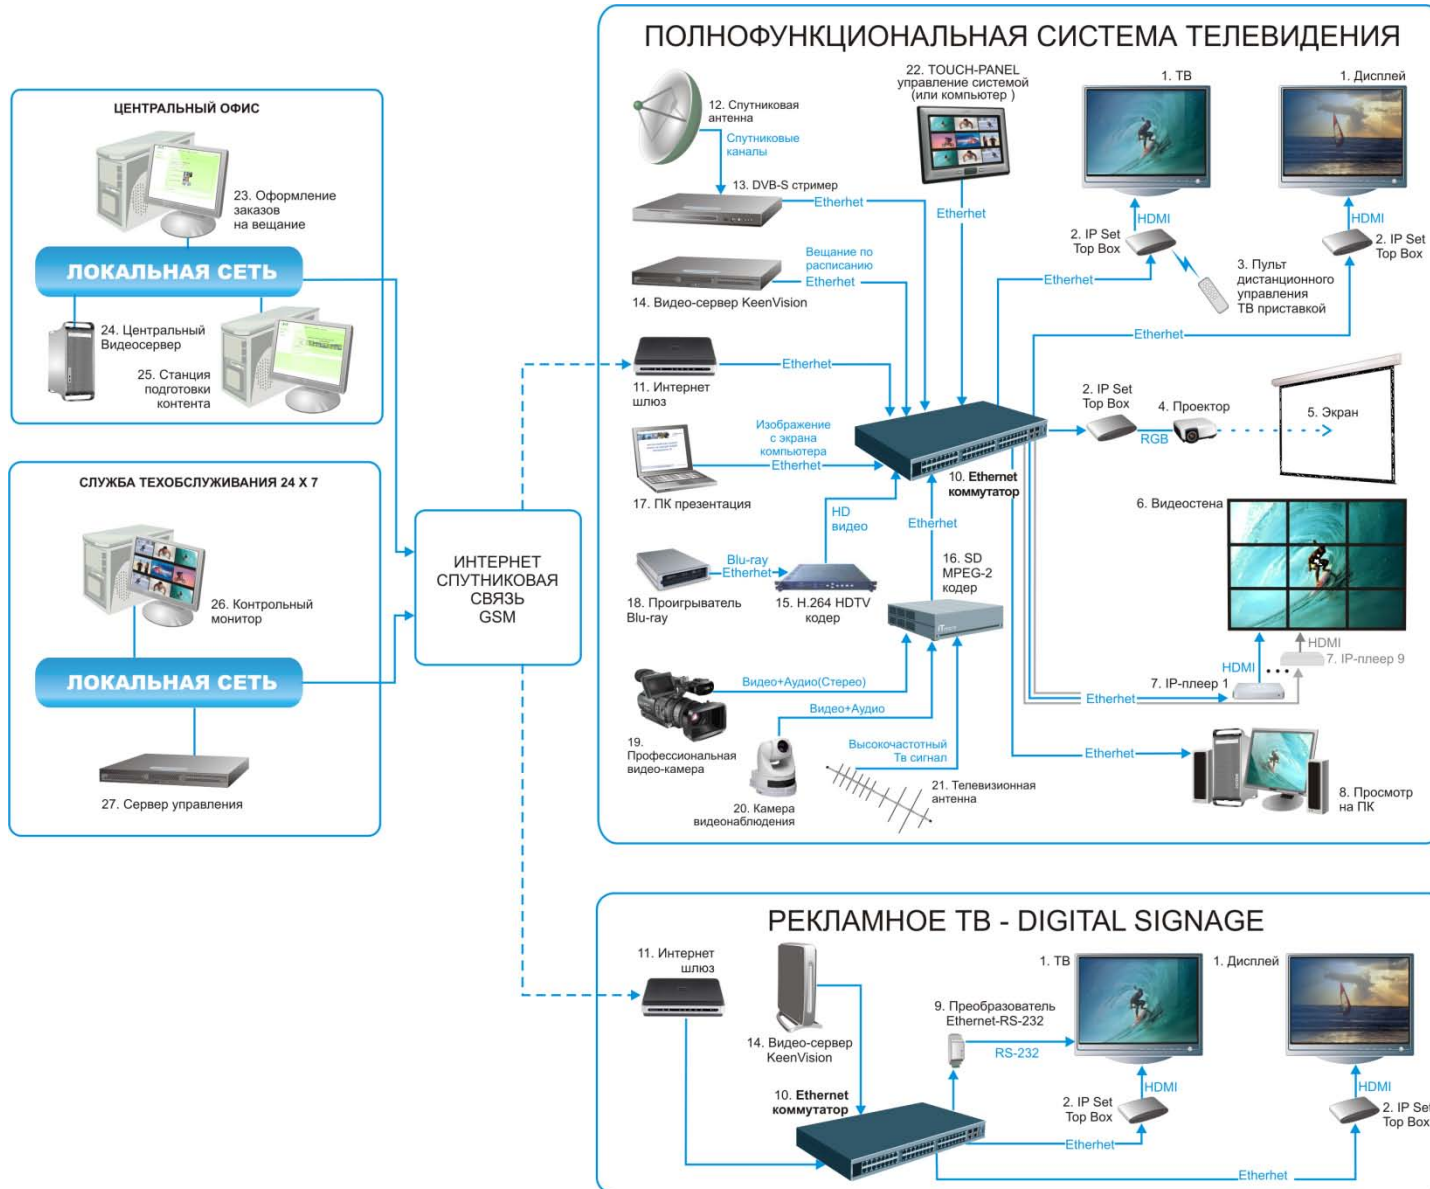 ЦЕНТРАЛЬНЫЙ ОФИС
23. Оформление
заказов
на вещание
ЛОКАЛЬНАЯ СЕТЬ
24. Центральный
Видеосервер
25. Станция
подготовки
контента
СЛУЖБА ТЕХОБСЛУЖИВАНИЯ 24 X 7
26. Контрольный
монитор
ЛОКАЛЬНАЯ СЕТЬ
27. Сервер управления
ИНТЕРНЕТ
СПУТНИКОВАЯ
СВЯЗЬ
GSM
ПОЛНОФУНКЦИОНАЛЬНАЯ СИСТЕМА ТЕЛЕВИДЕНИЯ
12. Спутниковая
антенна
Спутниковые
каналы
13. DVB-S стример
Etherhet
Вещание по
расписанию
Etherhet
14. Видео-сервер KeenVision
Etherhet
11. Интернет
шлюз
Изображение
с экрана
компьютера
Etherhet
17. ПК презентация
HD
видео
Blu-ray
Etherhet
18. Проигрыватель
Blu-ray
15. H.264 HDTV
кодер
Etherhet
16. SD
MPEG-2
кодер
Видео+Аудио(Стерео)
19.
Профессиональная
видео-камера
Видео+Аудио
20. Камера
видеонаблюдения
Высокочастотный
Тв сигнал
21. Телевизионная
антенна
22. TOUCH-PANEL
управление системой
(или компьютер )
Etherhet
10. Ethernet
коммутатор
1. ТВ
HDMI
2. IP Set
Top Box
Etherhet
3. Пульт
дистанционного
управления
ТВ приставкой
1. Дисплей
HDMI
2. IP Set
Top Box
Etherhet
2. IP Set
Top Box
RGB
4. Проектор
5. Экран
6. Видеостена
HDMI
HDMI
7. IP-плеер 9
7. IP-плеер 1
Etherhet
Etherhet
8. Просмотр
на ПК
РЕКЛАМНОЕ ТВ - DIGITAL SIGNAGE
11. Интернет
шлюз
14. Видео-сервер
KeenVision
10. Ethernet
коммутатор
9. Преобразователь
Ethernet-RS-232
RS-232
1. ТВ
HDMI
2. IP Set
Top Box
Etherhet
1. Дисплей
HDMI
2. IP Set
Top Box
Etherhet